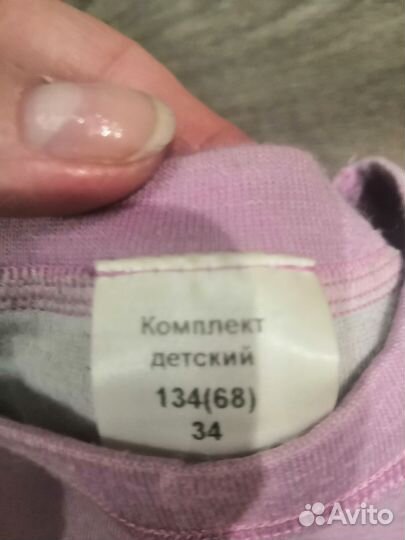 Комплект
детский
134(68)
34
Avito